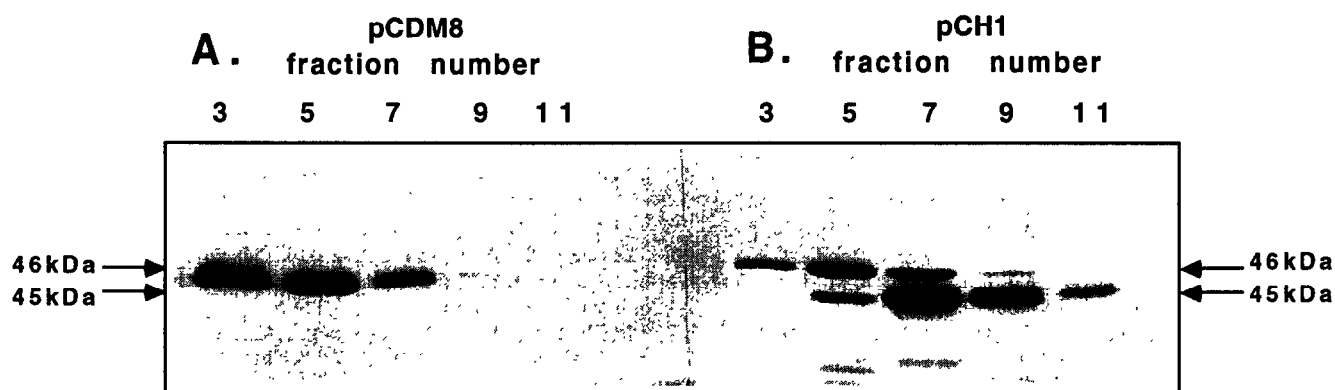 A. pCDM8
fraction number
3 5 7 9 11
B. pCH1
fraction number
3 5 7 9 11
46kDa
45kDa
46kDa
45kDa